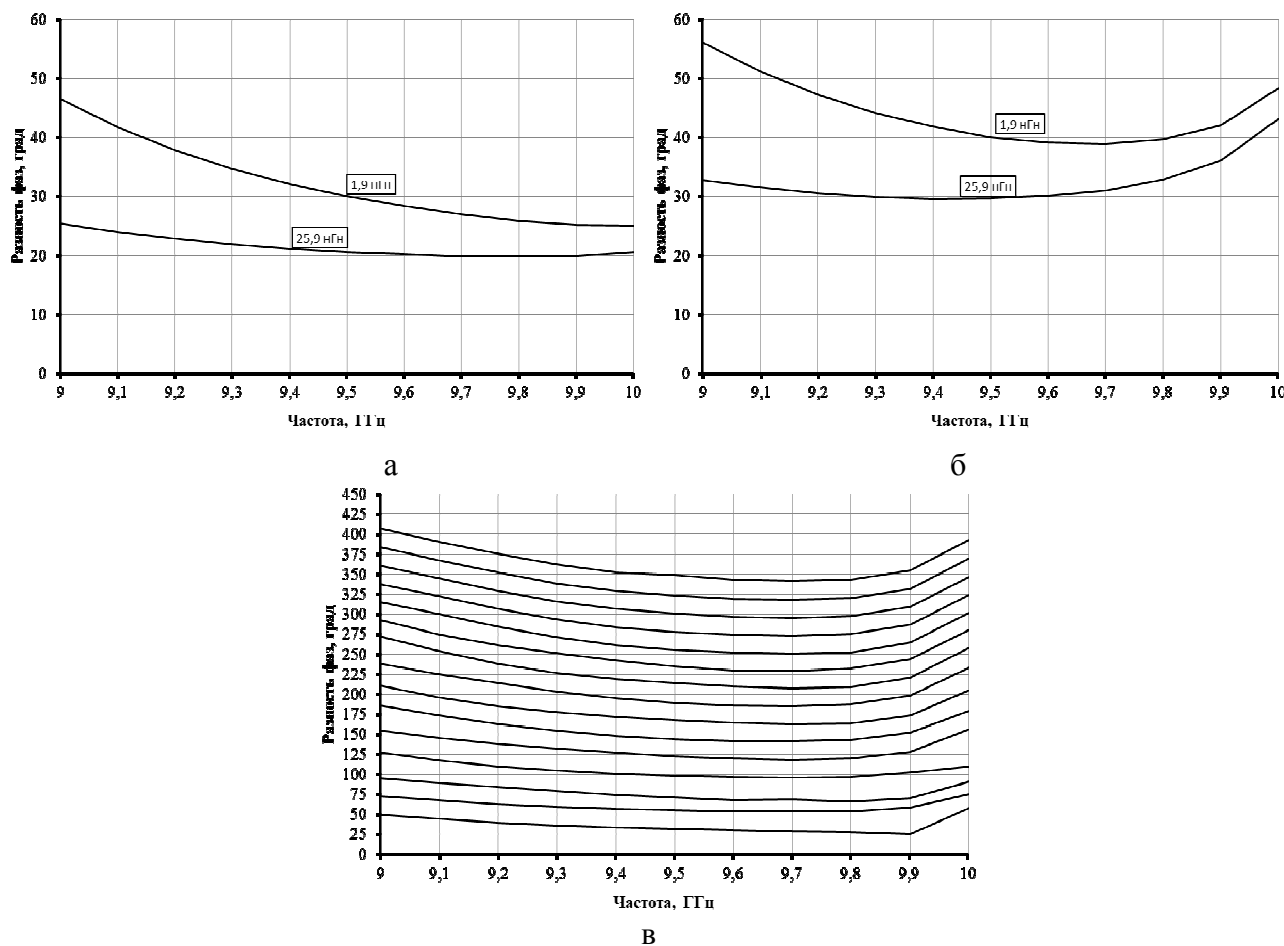 60
50
40
30
20
10
0
Разность фаз, град
1,9 нГн
25,9 нГн
9 9,1 9,2 9,3 9,4 9,5 9,6 9,7 9,8 9,9 10
Частота, ГГц
а
60
50
40
30
20
10
0
Разность фаз, град
1,9 нГн
25,9 нГн
9 9,1 9,2 9,3 9,4 9,5 9,6 9,7 9,8 9,9 10
Частота, ГГц
б
450
425
400
375
350
325
300
275
250
225
200
175
150
125
100
75
50
25
0
Разность фаз, град
9 9,1 9,2 9,3 9,4 9,5 9,6 9,7 9,8 9,9 10
Частота, ГГц
в